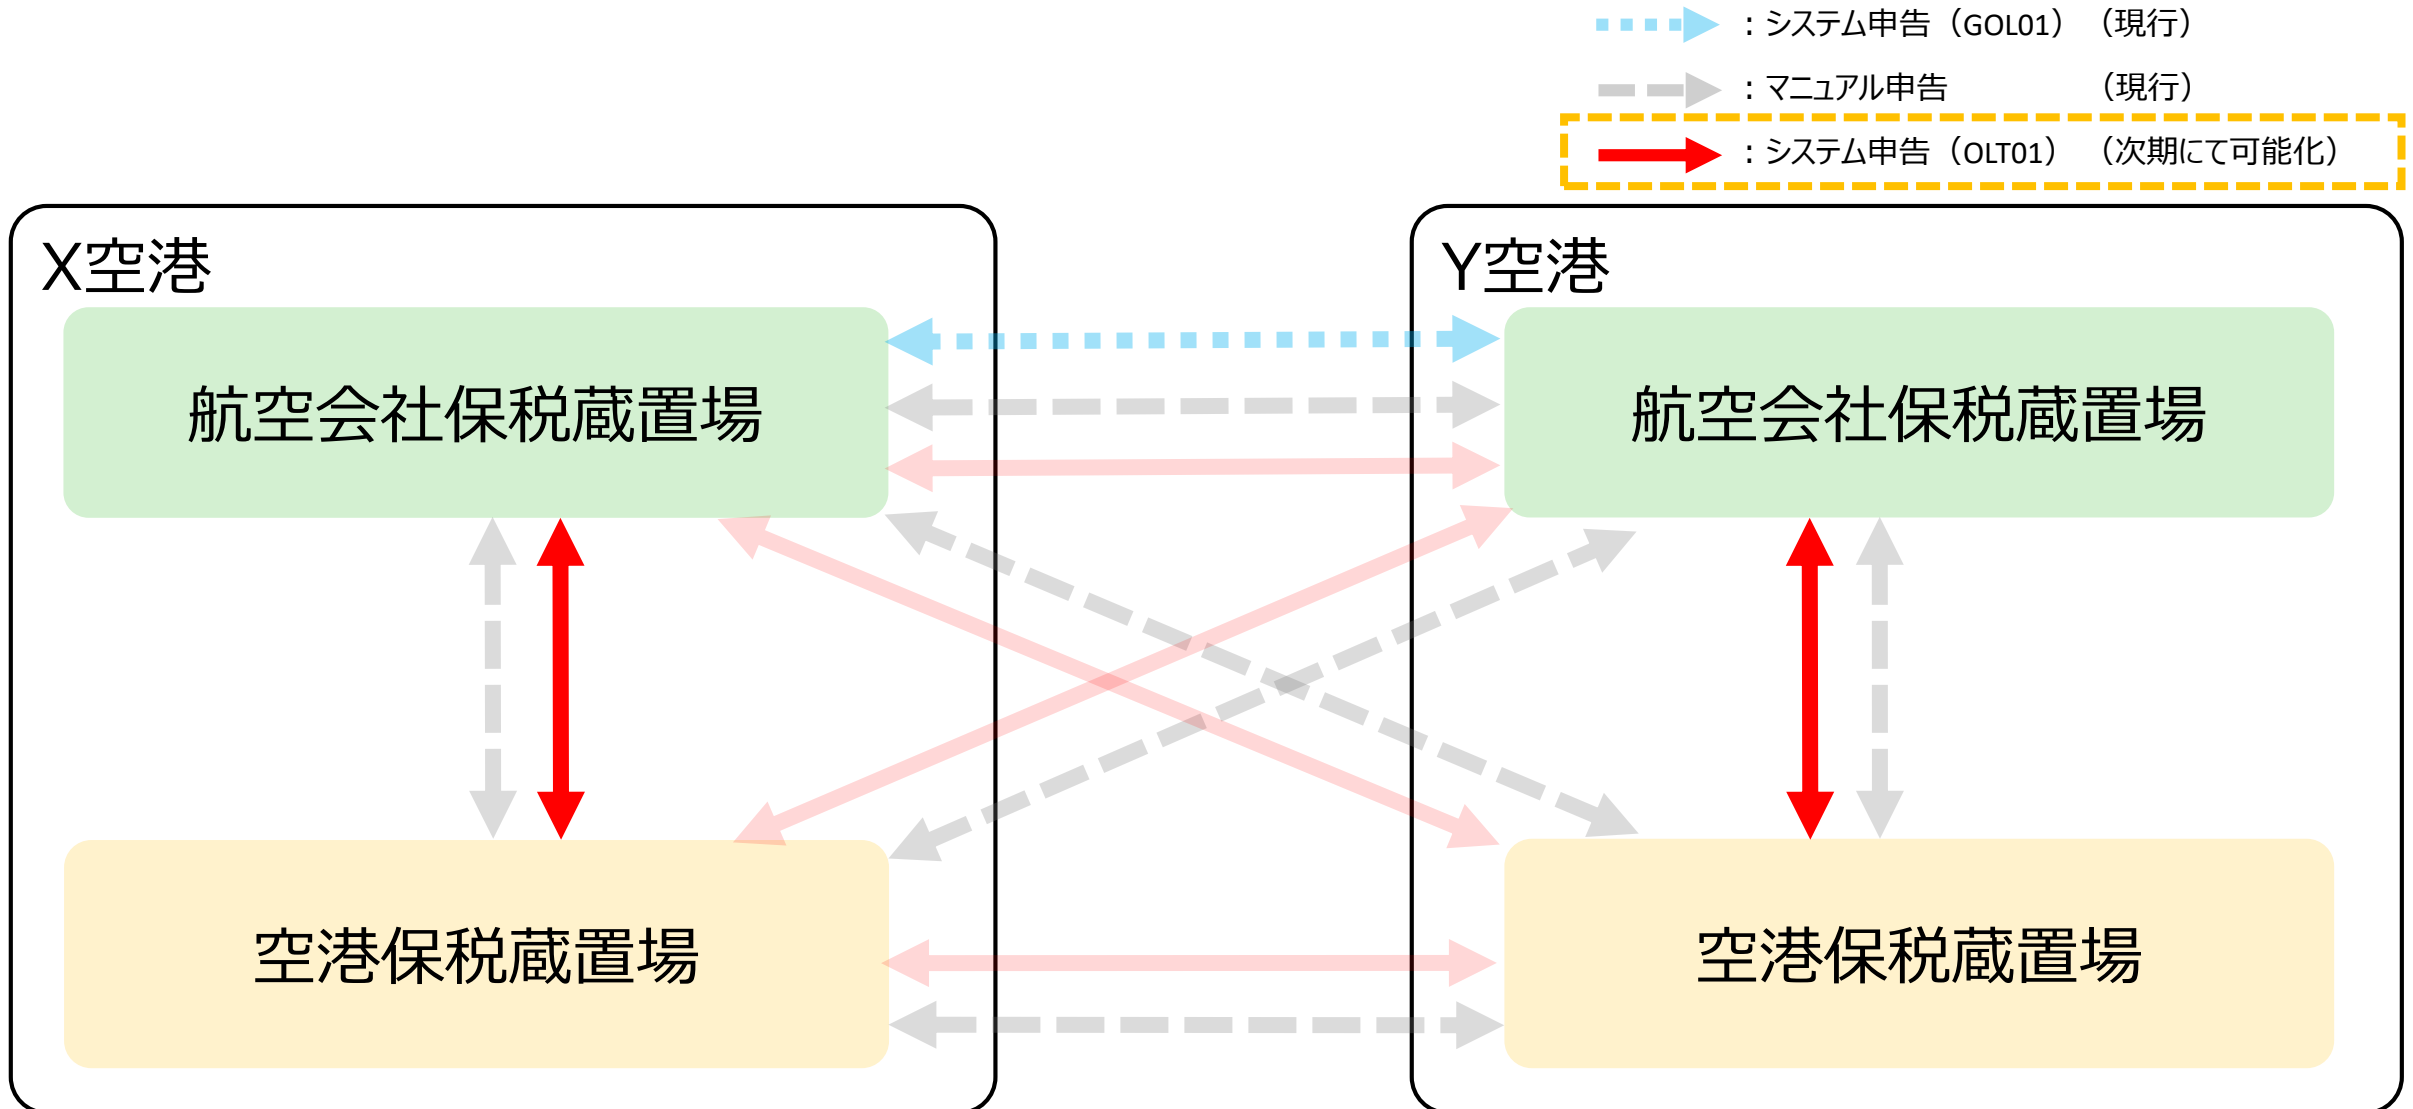 ：システム申告（GOL01）（現行）
：マニュアル申告　　　　（現行）
：システム申告（OLT01）（次期にて可能化）
X空港
Y空港
航空会社保税蔵置場
航空会社保税蔵置場
空港保税蔵置場
空港保税蔵置場